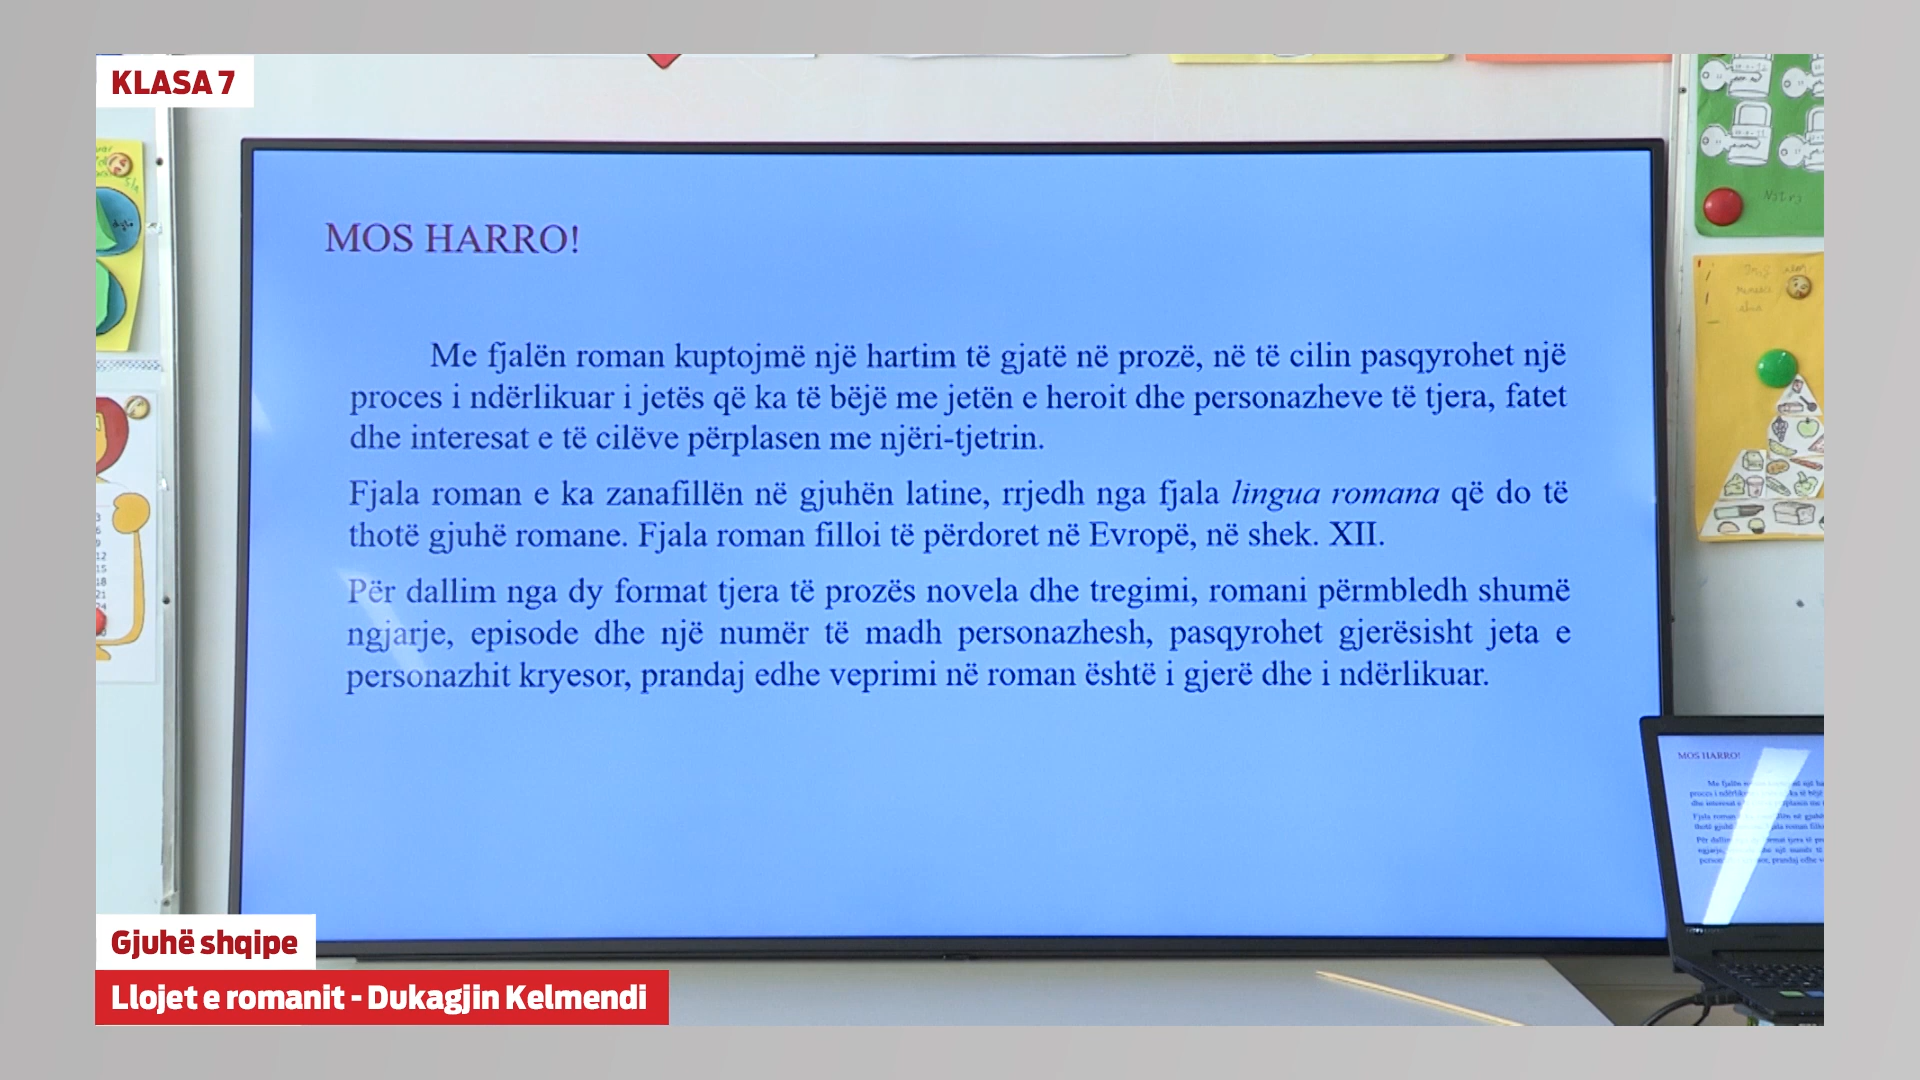 KLASA 7
MOS HARRO!
Me fjalën roman kuptojmë një hartim të gjatë në prozë, në të cilin pasqyrohet një
proces i ndërlikuar i jetës që ka të bëjë me jetën e heroit dhe personazheve të tjera, fatet
dhe interesat e të cilëve përplasen me njëri-tjetrin.
Fjala roman e ka zanafillën në gjuhën latine, rrjedh nga fjala lingua romana që do të
thotë gjuhë romane. Fjala roman filloi të përdoret në Evropë, në shek. XII.
Për dallim nga dy format tjera të prozës novela dhe tregimi, romani përmbledh shumë
ngjarje, episode dhe një numër të madh personazhesh, pasqyrohet gjerësisht jeta e
personazhit kryesor, prandaj edhe veprimi në roman është i gjerë dhe i ndërlikuar.
MOS HARRO!
Gjuhë shqipe
Llojet e romanit - Dukagjin Kelmendi